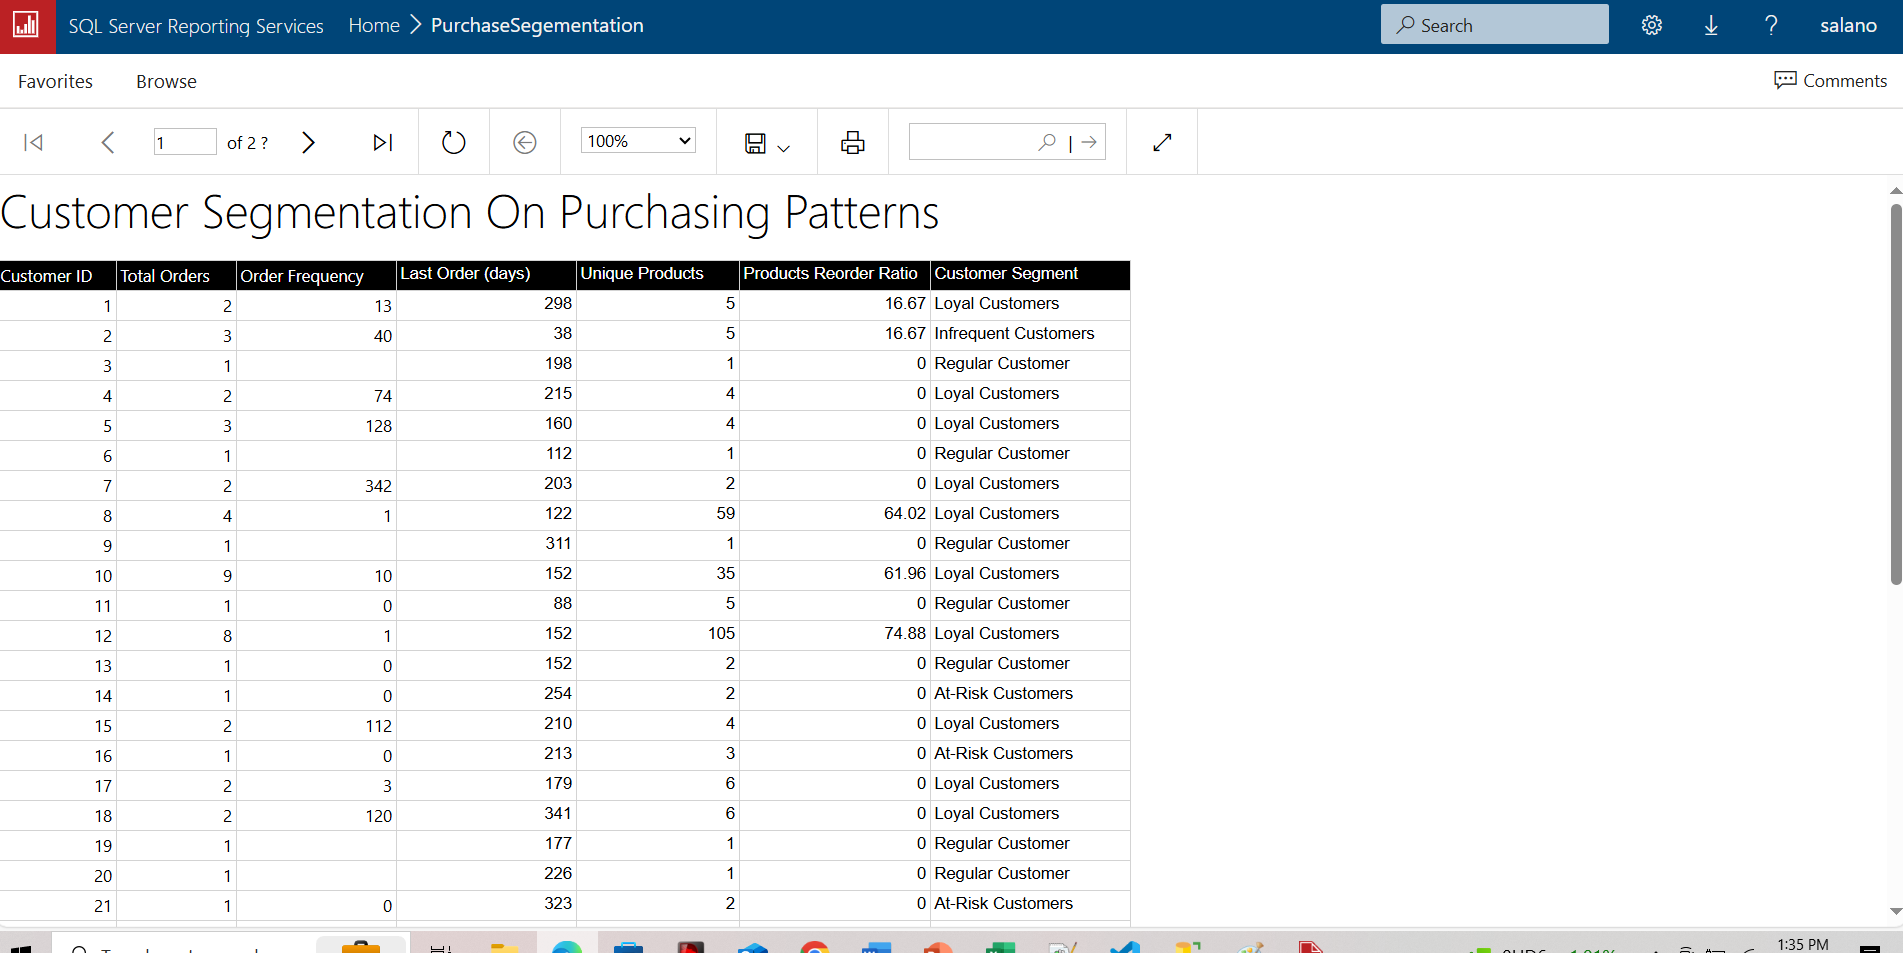 SQL Server Reporting Services Home > PurchaseSegementation Search ? salano
Favorites Browse Comments
1 of 2 ? 100% |
Customer Segmentation On Purchasing Patterns
Customer ID Total Orders Order Frequency Last Order (days) Unique Products Products Reorder Ratio Customer Segment
1 2 13 298 5 16.67 Loyal Customers
2 3 40 38 5 16.67 Infrequent Customers
3 1 198 1 0 Regular Customer
4 2 74 215 4 0 Loyal Customers
5 3 128 160 4 0 Loyal Customers
6 1 112 1 0 Regular Customer
7 2 342 203 2 0 Loyal Customers
8 4 1 122 59 64.02 Loyal Customers
9 1 311 1 0 Regular Customer
10 9 10 152 35 61.96 Loyal Customers
11 1 0 88 5 0 Regular Customer
12 8 1 152 105 74.88 Loyal Customers
13 1 0 152 2 0 Regular Customer
14 1 0 254 2 0 At-Risk Customers
15 2 112 210 4 0 Loyal Customers
16 1 0 213 3 0 At-Risk Customers
17 2 3 179 6 0 Loyal Customers
18 2 120 341 6 0 Loyal Customers
19 1 177 1 0 Regular Customer
20 1 226 1 0 Regular Customer
21 1 0 323 2 0 At-Risk Customers
1:35 PM